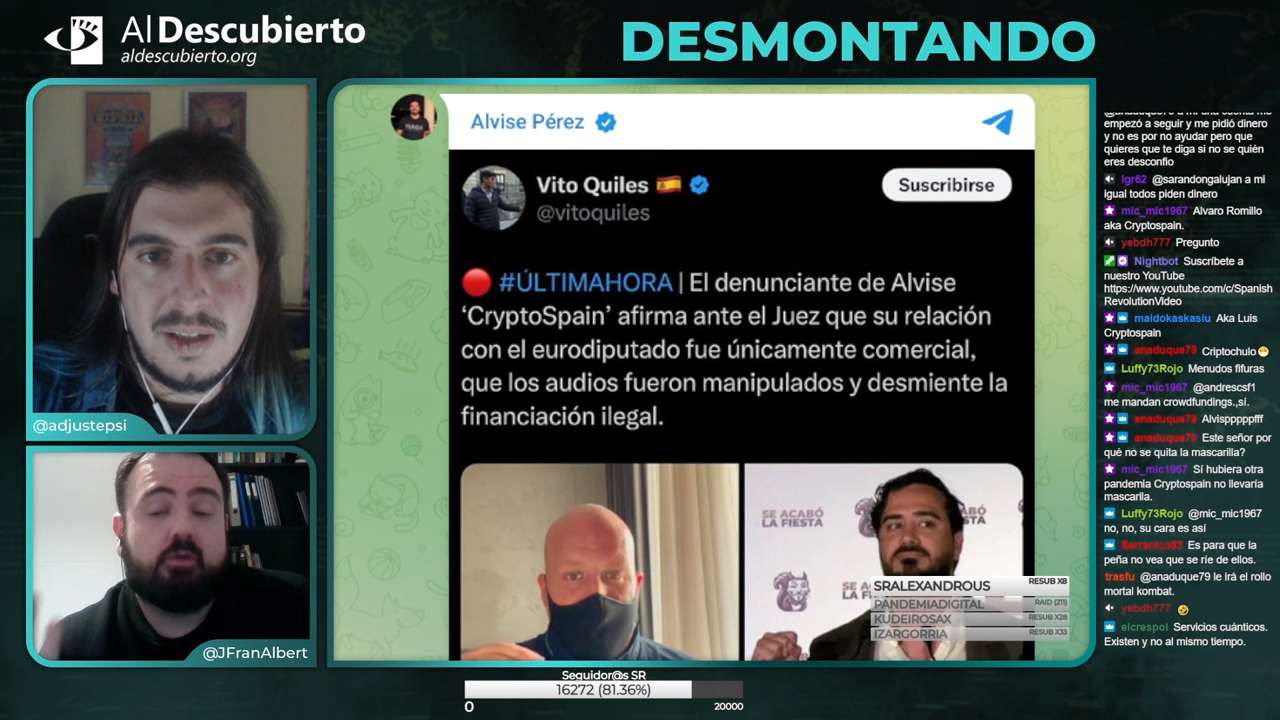 Al Descubierto
aldescubierto.org
DESMONTANDO
@adjustepsi
@JFranAlbert
Alvise Pérez
Vito Quiles
@vitoquiles
Suscribirse
#ÚLTIMAHORA | El denunciante de Alvise
‘CryptoSpain’ afirma ante el Juez que su relación
con el eurodiputado fue únicamente comercial,
que los audios fueron manipulados y desmiente la
financiación ilegal.
SE ACABÓ
LA FIESTA
SRALEXANDROUS RESUB X8
PANDEMIADIGITAL RAID (211)
KUDEIROSAX RESUB X28
IZARGORRIA RESUB X33
Seguidor@s SR
16272 (81.36%)
0
20000
empezó a seguir y me pidió dinero
y no es por no ayudar pero que
quieres que te diga si no se quién
eres desconfio
igr62 @sarandongalujan a mi
igual todos piden dinero
mic_mic1967 Alvaro Romillo
aka Cryptospain.
yebdh777 Pregunto
Nightbot Suscríbete a
nuestro YouTube
https://www.youtube.com/c/Spanish
RevolutionVideo
maidokaskasiu Aka Luis
Cryptospain
anaduque79 Criptochulo
Luffy73Rojo Menudos fifuras
mic_mic1967 @andrescsf1
me mandan crowdfundings.,sí.
anaduque79 Alvispppppfff
anaduque79 Este señor por
qué no se quita la mascarilla?
mic_mic1967 Sí hubiera otra
pandemia Cryptospain no llevaría
mascarila.
Luffy73Rojo @mic_mic1967
no, no, su cara es así
Serranico83 Es para que la
peña no vea que se ríe de ellos.
trasfu @anaduque79 le irá el rollo
mortal kombat.
yebdh777
elcrespol Servicios cuánticos.
Existen y no al mismo tiempo.